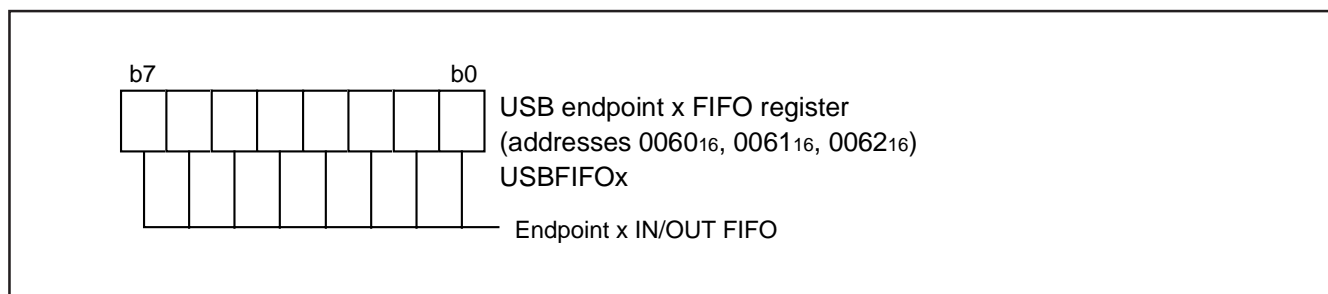 b7 b0
USB endpoint x FIFO register
(addresses 0060₁₆, 0061₁₆, 0062₁₆)
USBFIFOx
Endpoint x IN/OUT FIFO